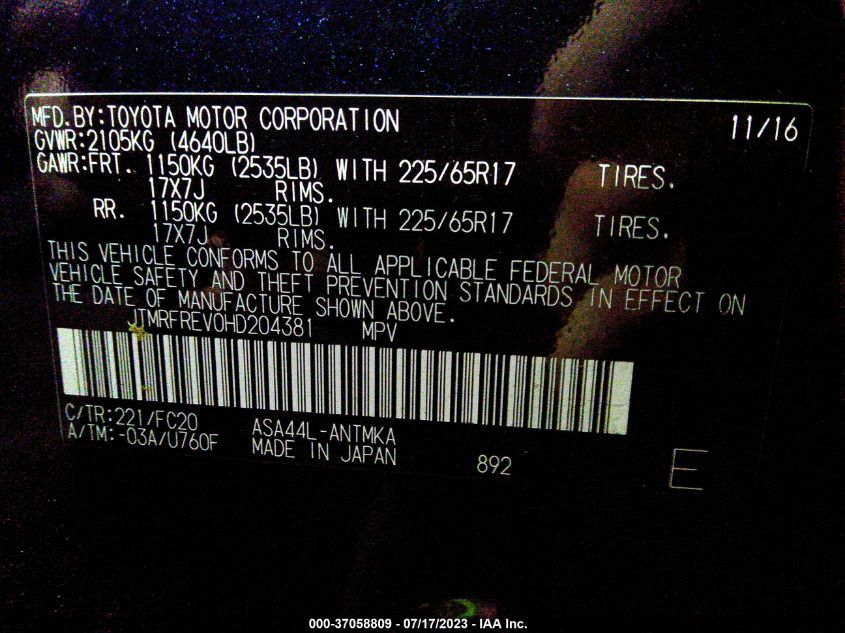 MFD.BY:TOYOTA MOTOR CORPORATION 11/16
GVWR:2105KG (4640LB)
GAWR:FRT. 1150KG (2535LB) WITH 225/65R17 TIRES.
17X7J RIMS.
RR. 1150KG (2535LB) WITH 225/65R17 TIRES.
17X7J RIMS.
THIS VEHICLE CONFORMS TO ALL APPLICABLE FEDERAL MOTOR
VEHICLE SAFETY AND THEFT PREVENTION STANDARDS IN EFFECT ON
THE DATE OF MANUFACTURE SHOWN ABOVE.
JTMRFREV0HD204381 MPV
C/TR:221/FC20 ASA44L-ANTMKA
A/TM:-03A/U760F MADE IN JAPAN 892 E
000-37058809 - 07/17/2023 - IAA Inc.